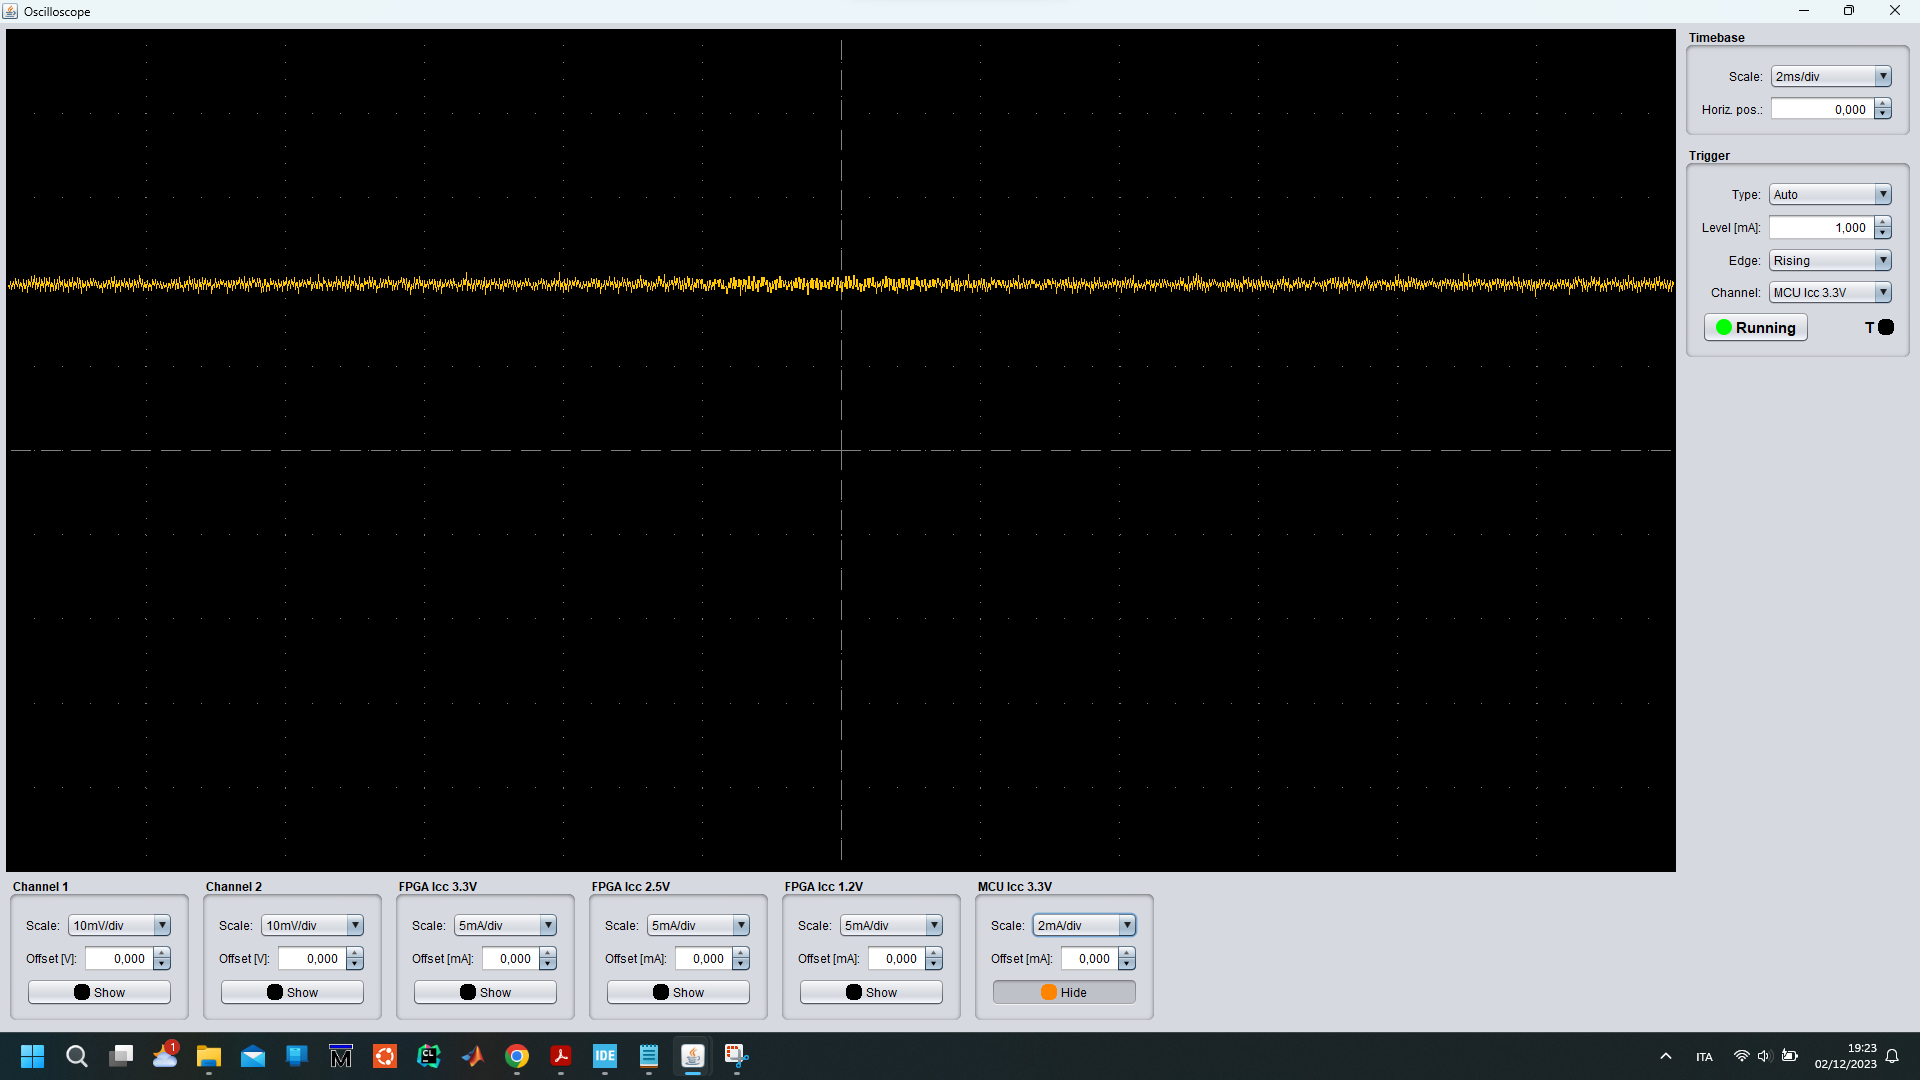 Oscilloscope
Timebase
Scale: 2ms/div
Horiz. pos.: 0,000
Trigger
Type: Auto
Level [mA]: 1,000
Edge: Rising
Channel: MCU Icc 3.3V
Running T
Channel 1
Scale: 10mV/div
Offset [V]: 0,000
Show
Channel 2
Scale: 10mV/div
Offset [V]: 0,000
Show
FPGA Icc 3.3V
Scale: 5mA/div
Offset [mA]: 0,000
Show
FPGA Icc 2.5V
Scale: 5mA/div
Offset [mA]: 0,000
Show
FPGA Icc 1.2V
Scale: 5mA/div
Offset [mA]: 0,000
Show
MCU Icc 3.3V
Scale: 2mA/div
Offset [mA]: 0,000
Hide
1
M
CL
IDE
ITA
19:23
02/12/2023